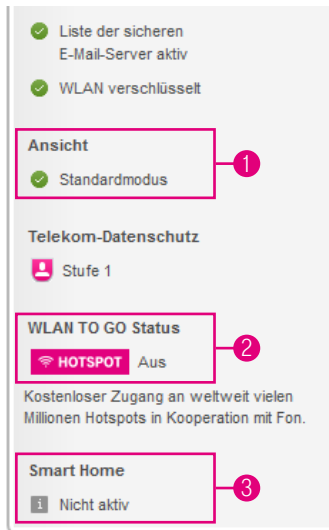 Liste der sicheren
E-Mail-Server aktiv
WLAN verschlüsselt
Ansicht
1
Standardmodus
Telekom-Datenschutz
Stufe 1
WLAN TO GO Status
2
HOTSPOT Aus
Kostenloser Zugang an weltweit vielen
Millionen Hotspots in Kooperation mit Fon.
Smart Home
3
i Nicht aktiv